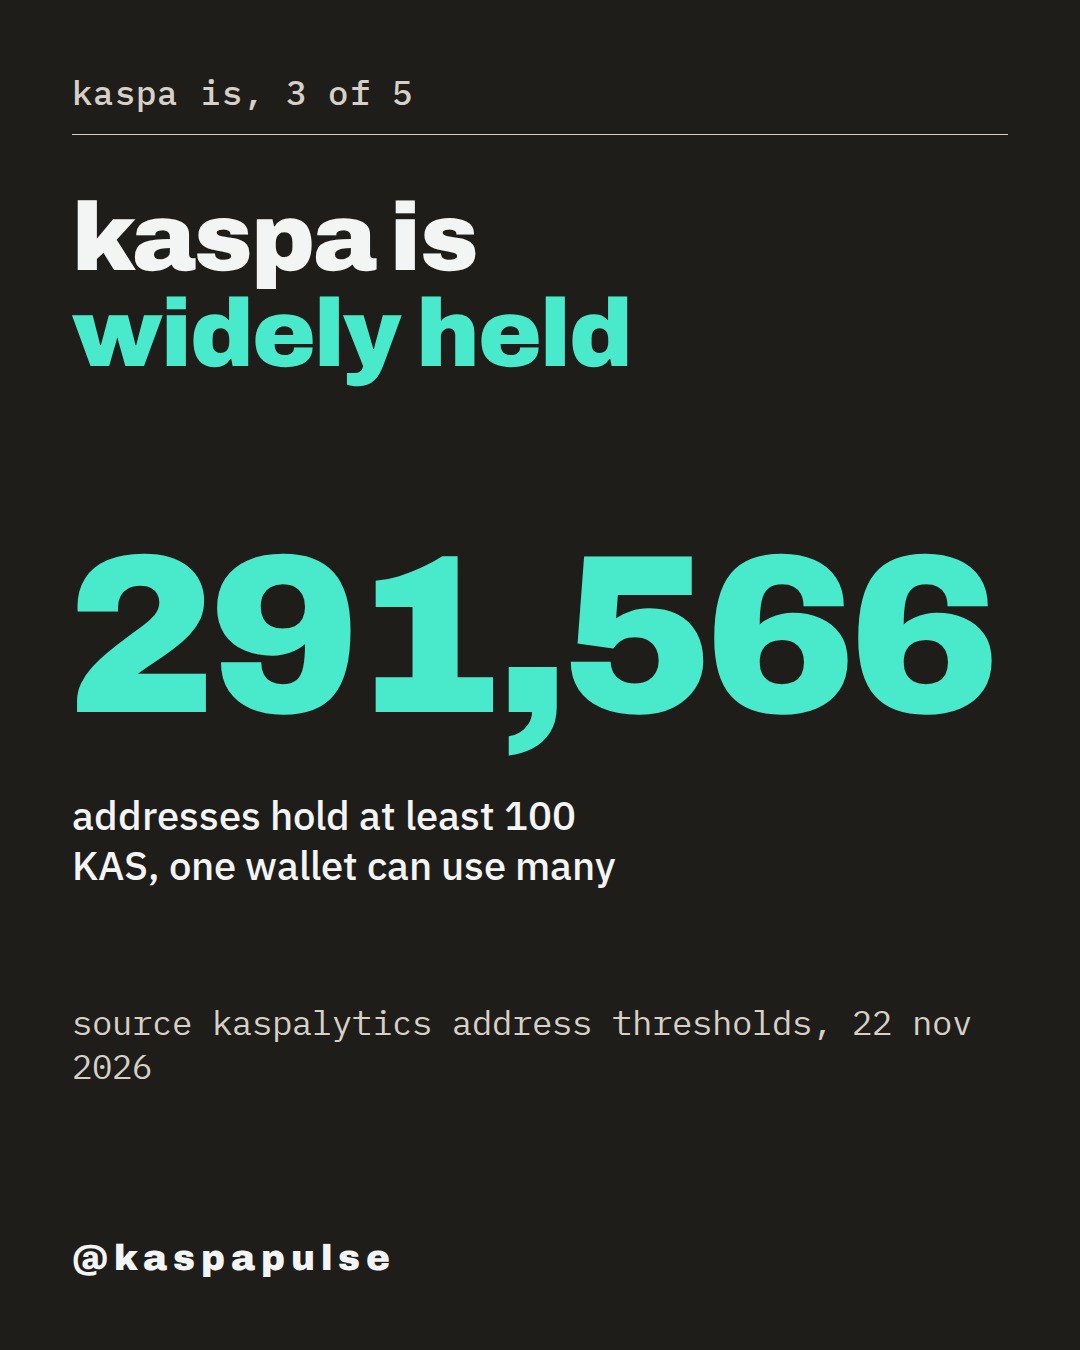 kaspa is, 3 of 5
kaspa is
widely held
291,566
addresses hold at least 100
KAS, one wallet can use many
source kaspalytics address thresholds, 22 nov
2026
@kaspapulse